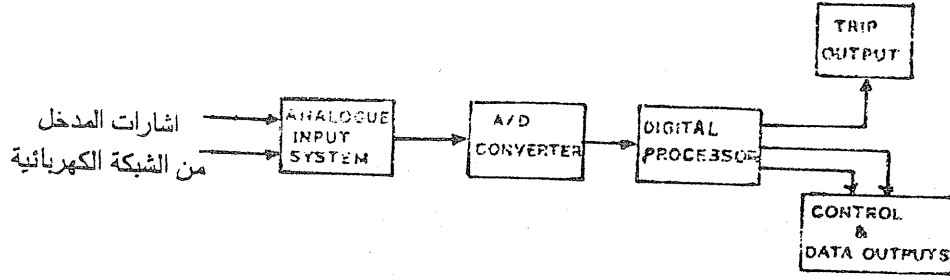 اشارات المدخل
من الشبكة الكهربائية
ANALOGUE
INPUT
SYSTEM
A/D
CONVERTER
DIGITAL
PROCESSOR
TRIP
OUTPUT
CONTROL
&
DATA OUTPUTS